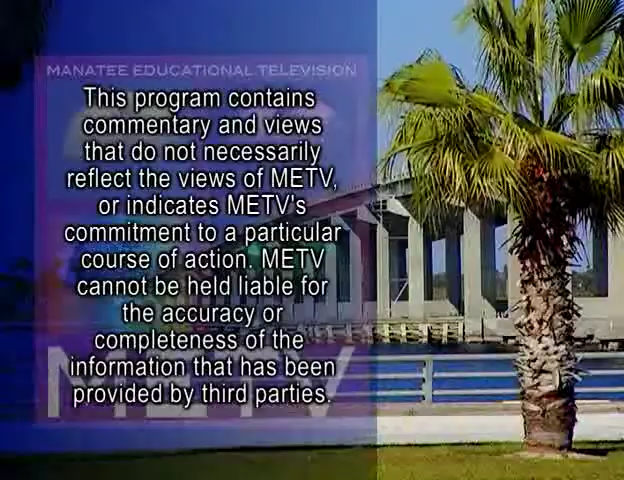 MANATEE EDUCATIONAL TELEVISION
This program contains
commentary and views
that do not necessarily
reflect the views of METV,
or indicates METV's
commitment to a particular
course of action. METV
cannot be held liable for
the accuracy or
completeness of the
information that has been
provided by third parties.
METV